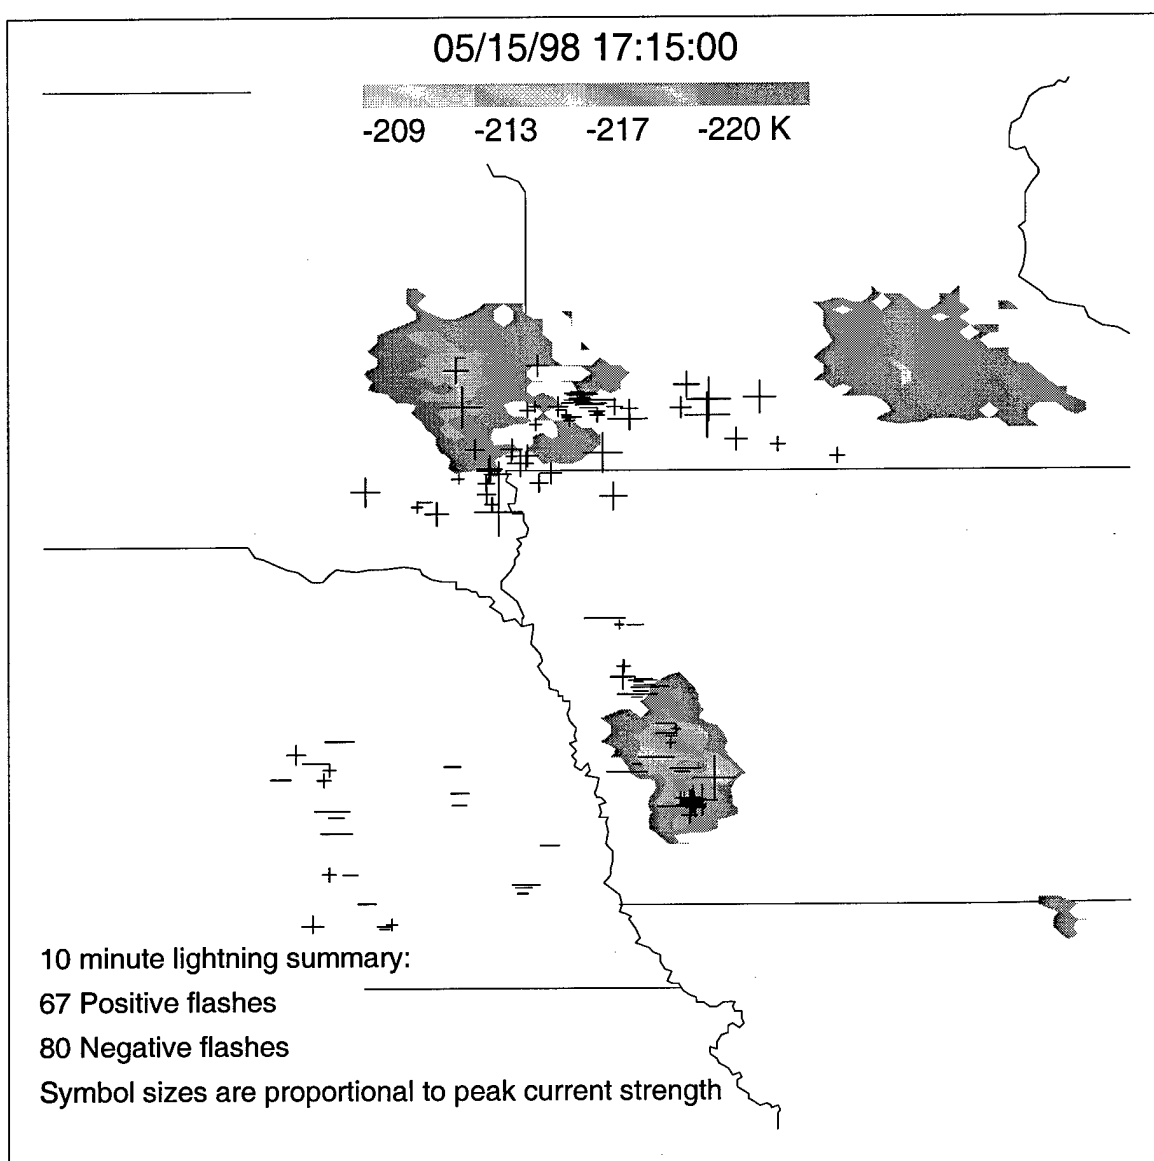 05/15/98 17:15:00
-209 -213 -217 -220 K
10 minute lightning summary:
67 Positive flashes
80 Negative flashes
Symbol sizes are proportional to peak current strength